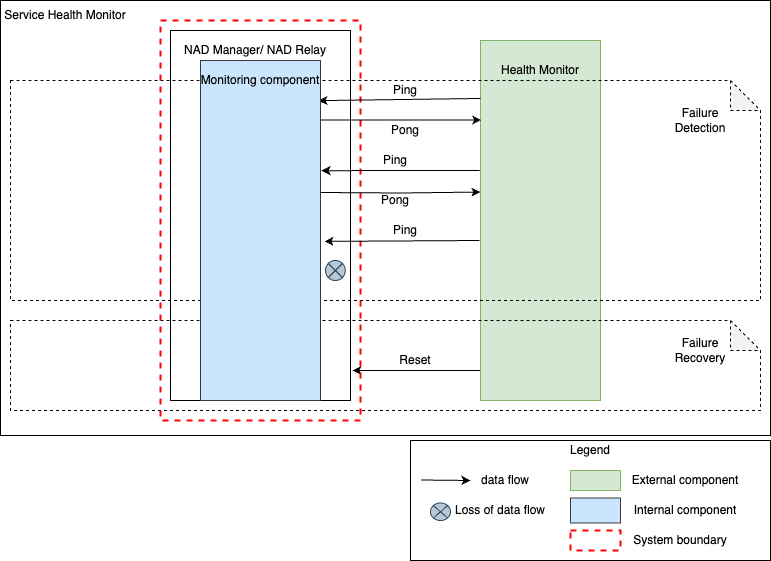 Service Health Monitor
NAD Manager/ NAD Relay
Monitoring component
Health Monitor
Ping
Pong
Ping
Pong
Ping
Failure
Detection
Reset
Failure
Recovery
Legend
data flow
External component
Loss of data flow
Internal component
System boundary